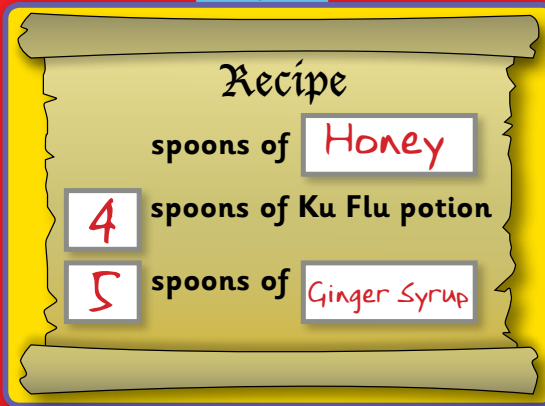 Recipe
spoons of Honey
4 spoons of Ku Flu potion
5 spoons of Ginger Syrup